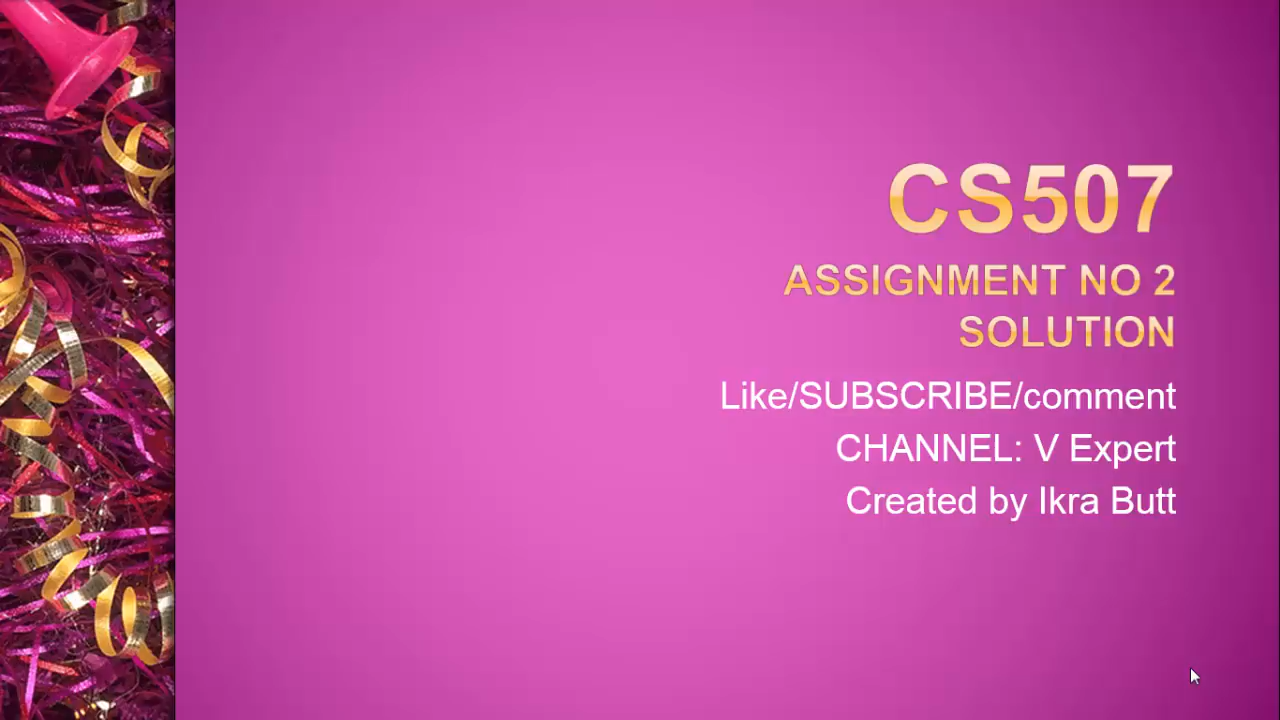 CS507
ASSIGNMENT NO 2
SOLUTION
Like/SUBSCRIBE/comment
CHANNEL: V Expert
Created by Ikra Butt